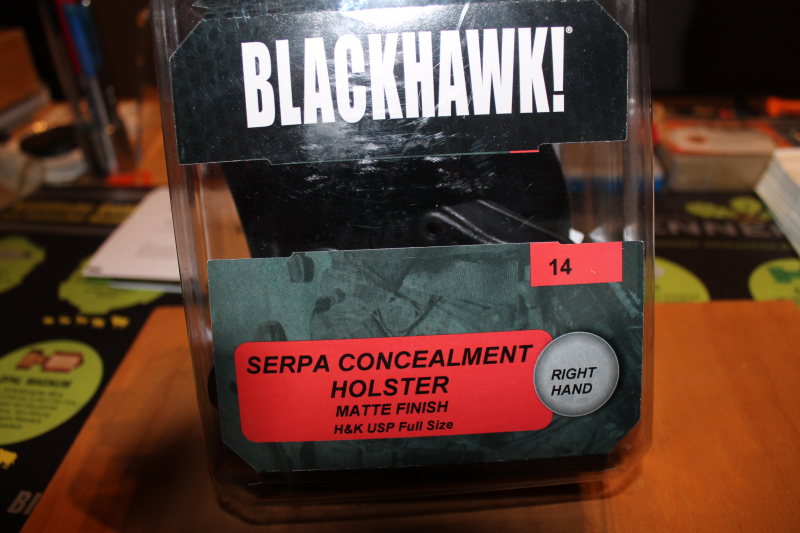 BLACKHAWK!®
14
SERPA CONCEALMENT
HOLSTER
MATTE FINISH
H&K USP Full Size
RIGHT
HAND